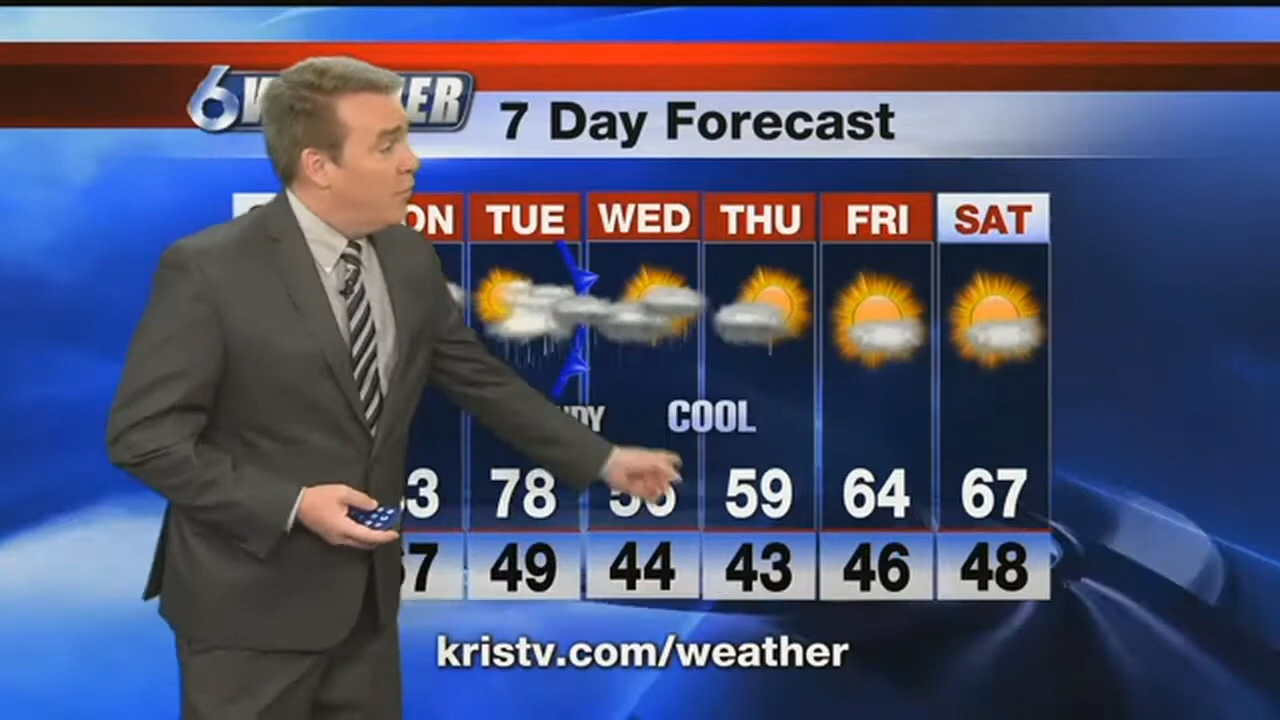 6
7 Day Forecast
TUE WED THU FRI SAT
COOL
78 59 64 67
49 44 43 46 48
kristv.com/weather